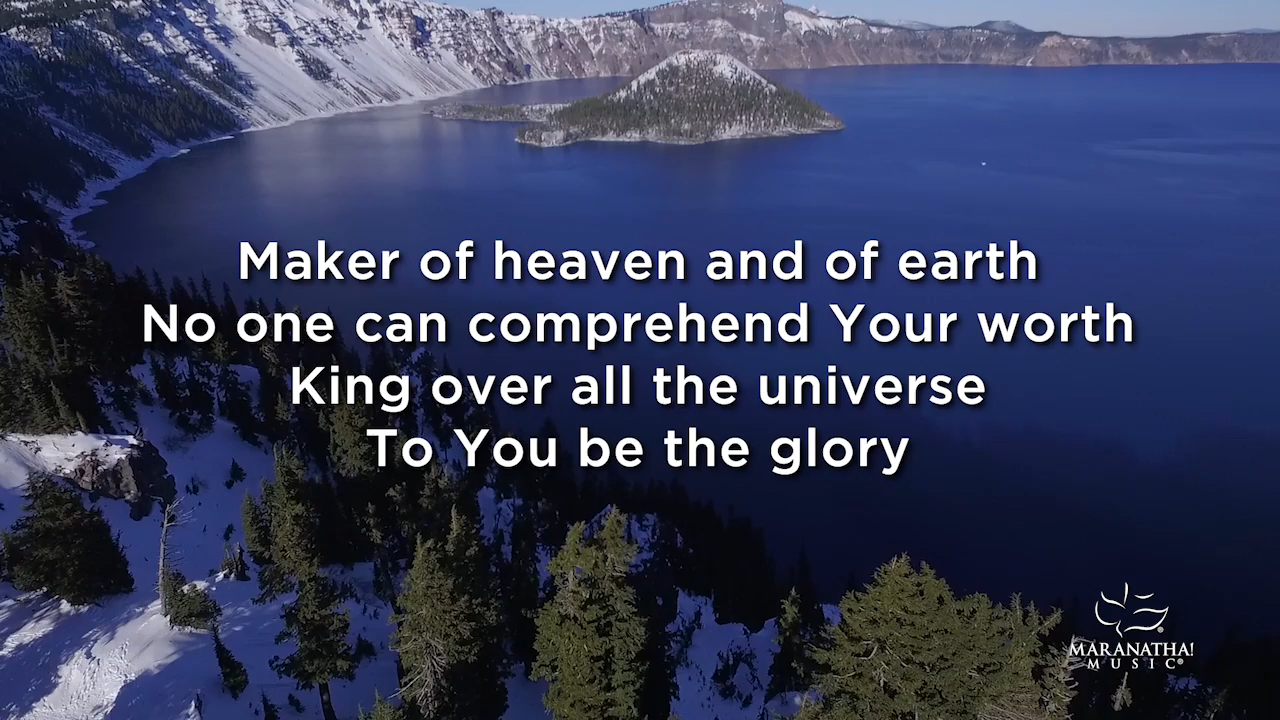 Maker of heaven and of earth
No one can comprehend Your worth
King over all the universe
To You be the glory
MARANATHA!
MUSIC®